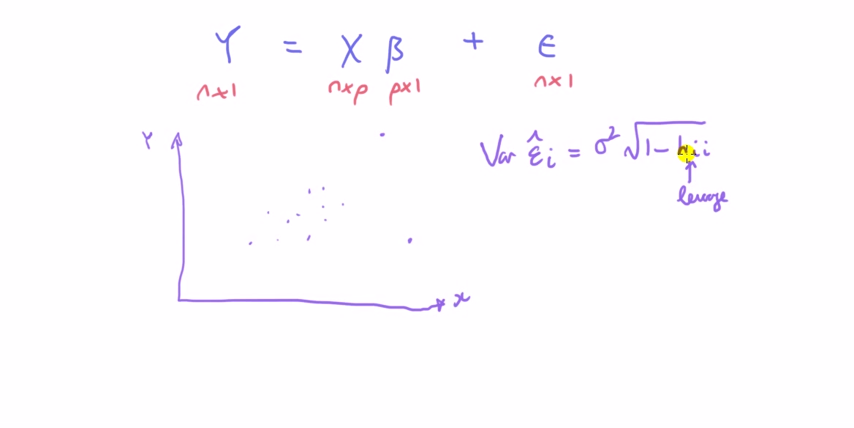 Y = X β + ϵ
n×1 n×p p×1 n×1
Y
Var ε̂i = σ² √1 − hii
leverage
x